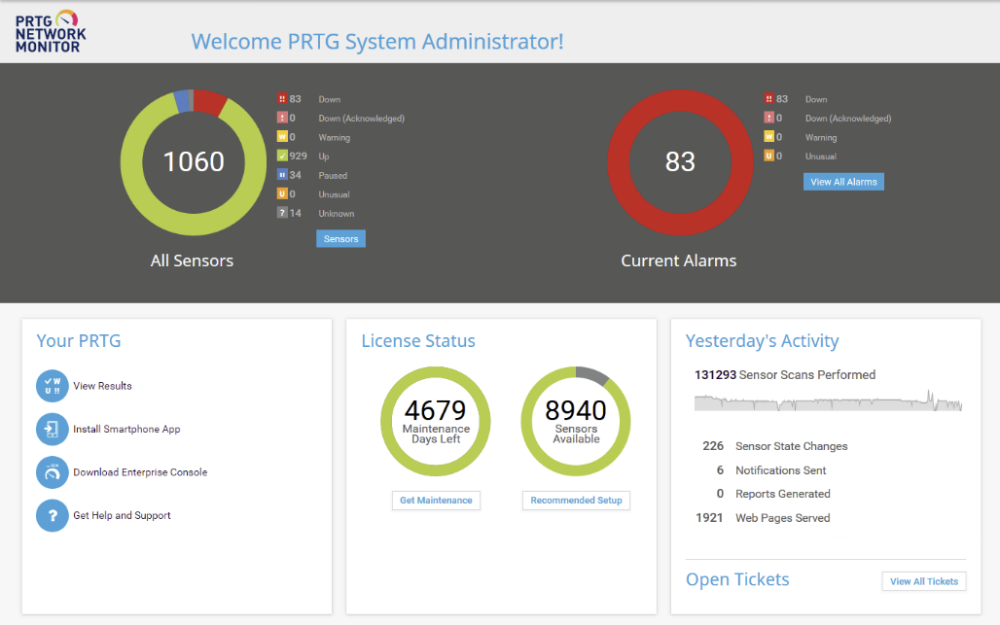 PRTG
NETWORK
MONITOR
Welcome PRTG System Administrator!
1060
All Sensors
!! 83 Down
! 0 Down (Acknowledged)
W 0 Warning
929 Up
34 Paused
U 0 Unusual
? 14 Unknown
Sensors
83
Current Alarms
!! 83 Down
! 0 Down (Acknowledged)
W 0 Warning
U 0 Unusual
View All Alarms
Your PRTG
W U !! View Results
Install Smartphone App
Download Enterprise Console
? Get Help and Support
License Status
4679
Maintenance
Days Left
Get Maintenance
8940
Sensors
Available
Recommended Setup
Yesterday's Activity
131293 Sensor Scans Performed
226 Sensor State Changes
6 Notifications Sent
0 Reports Generated
1921 Web Pages Served
Open Tickets
View All Tickets